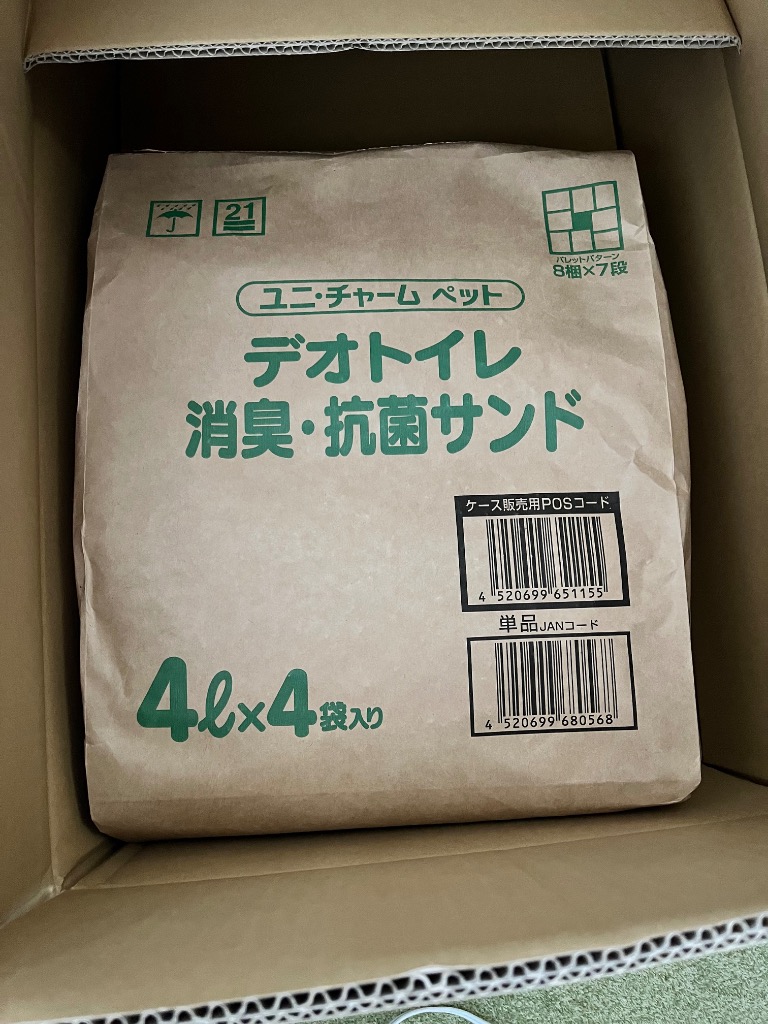 21
パレットパターン
8梱×7段
ユニ・チャーム ペット
デオトイレ
消臭・抗菌サンド
ケース販売用POSコード
4 520699 651155
単品JANコード
4 520699 680568
4ℓ×4袋入り